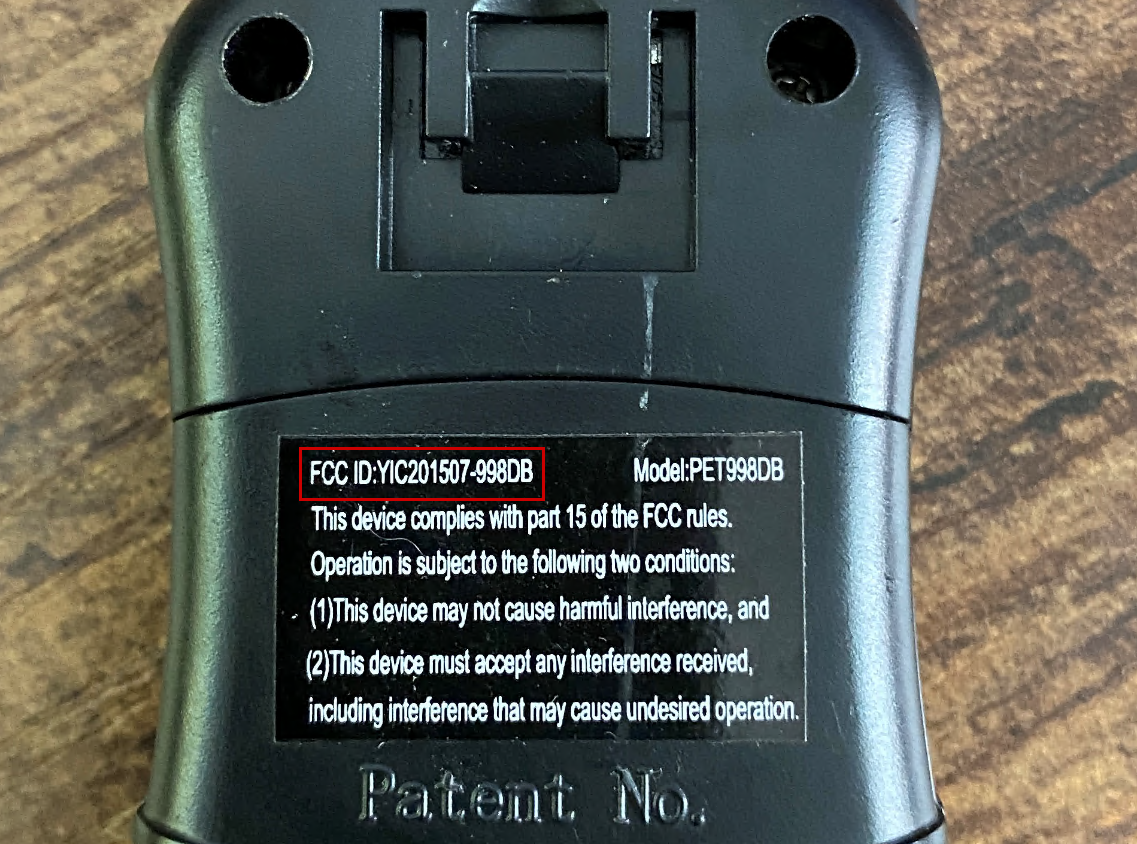 FCC ID:YIC201507-998DB Model:PET998DB
This device complies with part 15 of the FCC rules.
Operation is subject to the following two conditions:
(1)This device may not cause harmful interference, and
(2)This device must accept any interference received,
including interference that may cause undesired operation.
Patent No.